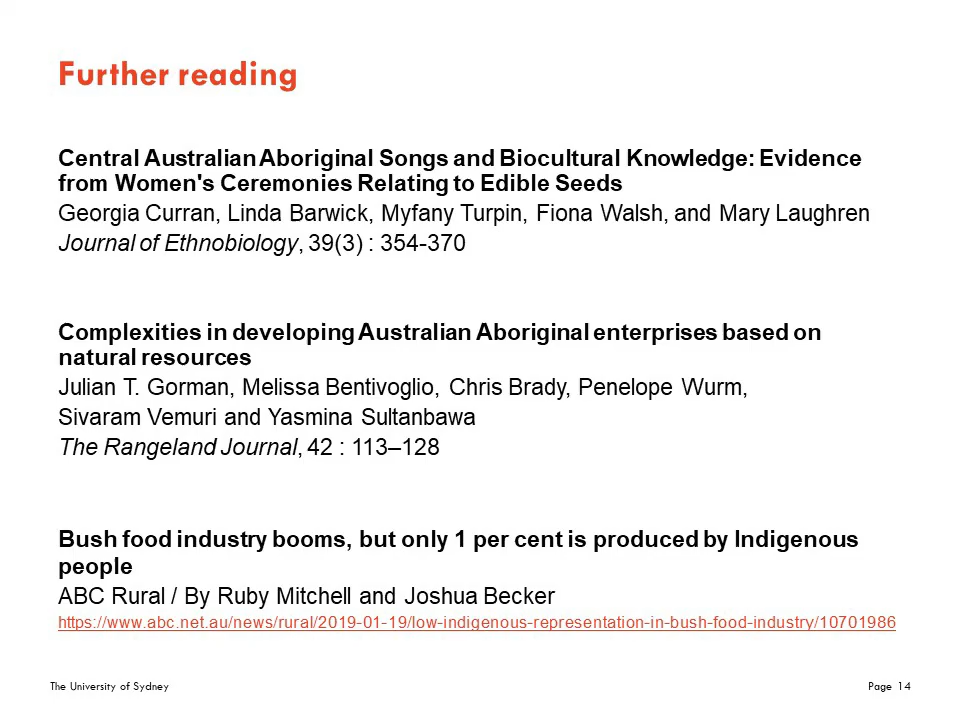 Further reading
Central Australian Aboriginal Songs and Biocultural Knowledge: Evidence
from Women's Ceremonies Relating to Edible Seeds
Georgia Curran, Linda Barwick, Myfany Turpin, Fiona Walsh, and Mary Laughren
Journal of Ethnobiology, 39(3) : 354-370
Complexities in developing Australian Aboriginal enterprises based on
natural resources
Julian T. Gorman, Melissa Bentivoglio, Chris Brady, Penelope Wurm,
Sivaram Vemuri and Yasmina Sultanbawa
The Rangeland Journal, 42 : 113–128
Bush food industry booms, but only 1 per cent is produced by Indigenous
people
ABC Rural / By Ruby Mitchell and Joshua Becker
https://www.abc.net.au/news/rural/2019-01-19/low-indigenous-representation-in-bush-food-industry/10701986
The University of Sydney
Page 14